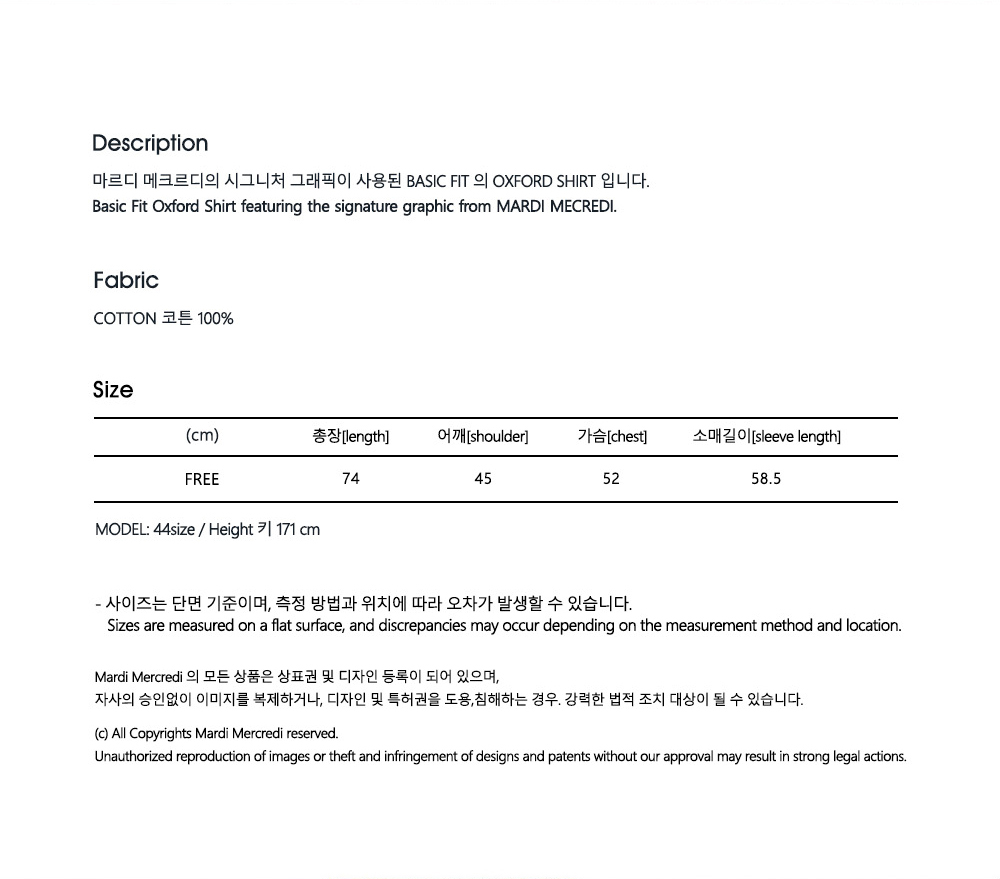 Description
마르디 메크르디의 시그니처 그래픽이 사용된 BASIC FIT 의 OXFORD SHIRT 입니다.
Basic Fit Oxford Shirt featuring the signature graphic from MARDI MECREDI.
Fabric
COTTON 코튼 100%
Size
(cm) 총장[length] 어깨[shoulder] 가슴[chest] 소매길이[sleeve length]
FREE 74 45 52 58.5
MODEL: 44size / Height 키 171 cm
- 사이즈는 단면 기준이며, 측정 방법과 위치에 따라 오차가 발생할 수 있습니다.
Sizes are measured on a flat surface, and discrepancies may occur depending on the measurement method and location.
Mardi Mercredi 의 모든 상품은 상표권 및 디자인 등록이 되어 있으며,
자사의 승인없이 이미지를 복제하거나, 디자인 및 특허권을 도용,침해하는 경우. 강력한 법적 조치 대상이 될 수 있습니다.
(c) All Copyrights Mardi Mercredi reserved.
Unauthorized reproduction of images or theft and infringement of designs and patents without our approval may result in strong legal actions.